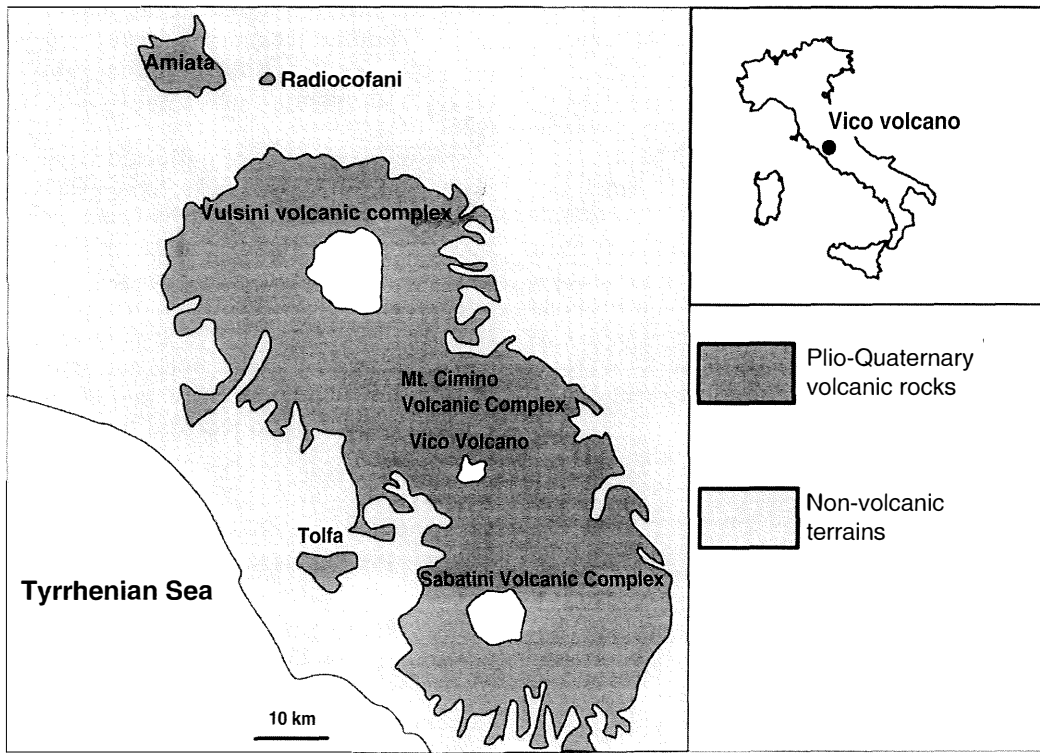 Amiata
Radiocofani
Vulsini volcanic complex
Mt. Cimino
Volcanic Complex
Vico Volcano
Tolfa
Sabatini Volcanic Complex
Tyrrhenian Sea
10 km
Vico volcano
Plio-Quaternary
volcanic rocks
Non-volcanic
terrains